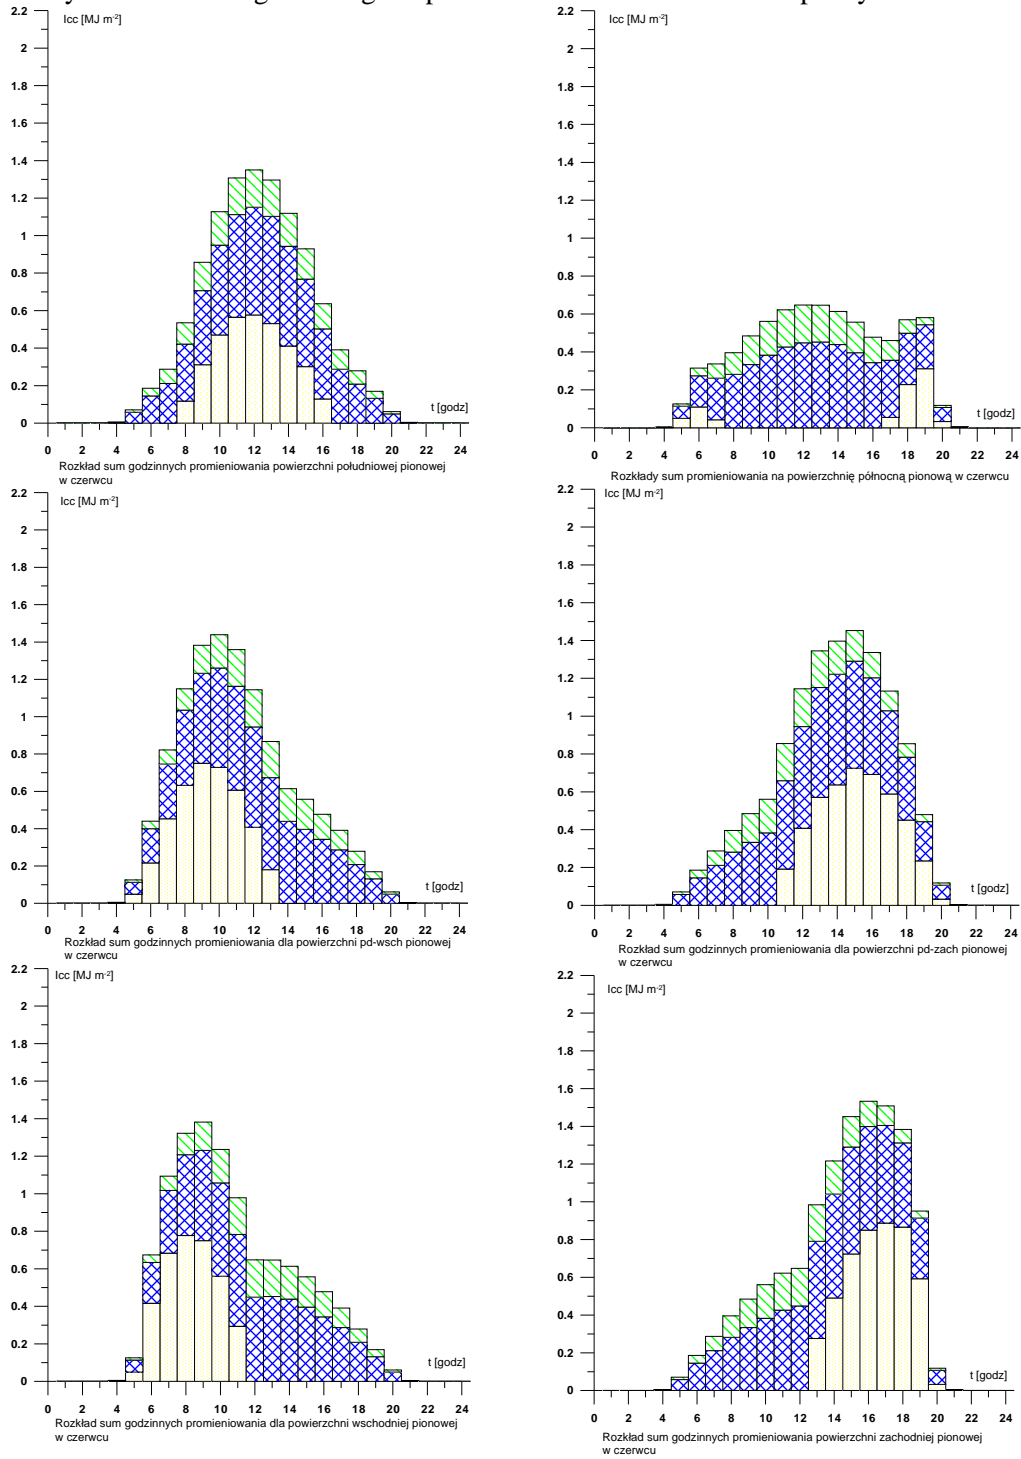 Icc [MJ m-2]
2.2
2
1.8
1.6
1.4
1.2
1
0.8
0.6
0.4
0.2
0
t [godz]
0 2 4 6 8 10 12 14 16 18 20 22 24
Rozkład sum godzinnych promieniowania powierzchni południowej pionowej
w czerwcu
Icc [MJ m-2]
2.2
2
1.8
1.6
1.4
1.2
1
0.8
0.6
0.4
0.2
0
t [godz]
0 2 4 6 8 10 12 14 16 18 20 22 24
Rozkłady sum promieniowania na powierzchnię północną pionową w czerwcu
Icc [MJ m-2]
2.2
2
1.8
1.6
1.4
1.2
1
0.8
0.6
0.4
0.2
0
t [godz]
0 2 4 6 8 10 12 14 16 18 20 22 24
Rozkład sum godzinnych promieniowania dla powierzchni pd-wsch pionowej
w czerwcu
Icc [MJ m-2]
2.2
2
1.8
1.6
1.4
1.2
1
0.8
0.6
0.4
0.2
0
t [godz]
0 2 4 6 8 10 12 14 16 18 20 22 24
Rozkład sum godzinnych promieniowania dla powierzchni pd-zach pionowej
w czerwcu
Icc [MJ m-2]
2.2
2
1.8
1.6
1.4
1.2
1
0.8
0.6
0.4
0.2
0
t [godz]
0 2 4 6 8 10 12 14 16 18 20 22 24
Rozkład sum godzinnych promieniowania dla powierzchni wschodniej pionowej
w czerwcu
Icc [MJ m-2]
2.2
2
1.8
1.6
1.4
1.2
1
0.8
0.6
0.4
0.2
0
t [godz]
0 2 4 6 8 10 12 14 16 18 20 22 24
Rozkład sum godzinnych promieniowania powierzchni zachodniej pionowej
w czerwcu